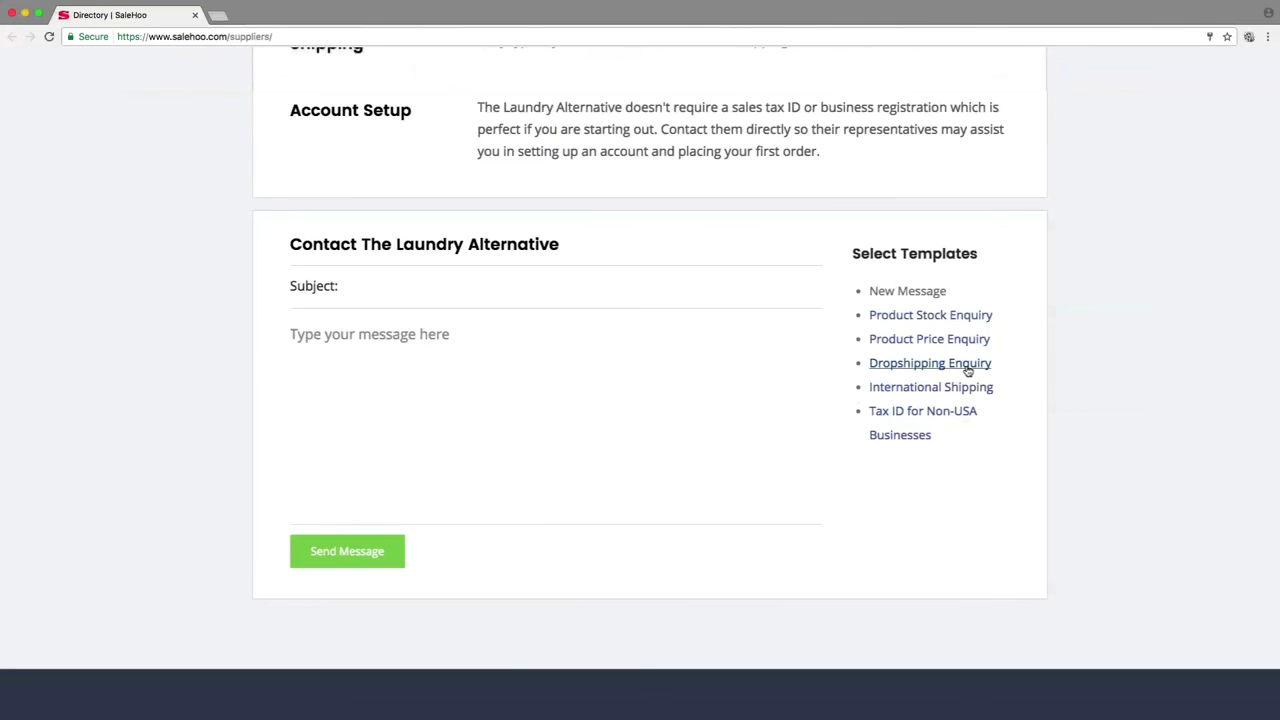 Directory | SaleHoo
Secure
https://www.salehoo.com/suppliers/
Shipping
Account Setup
The Laundry Alternative doesn't require a sales tax ID or business registration which is
perfect if you are starting out. Contact them directly so their representatives may assist
you in setting up an account and placing your first order.
Contact The Laundry Alternative
Subject:
Type your message here
Send Message
Select Templates
New Message
Product Stock Enquiry
Product Price Enquiry
Dropshipping Enquiry
International Shipping
Tax ID for Non-USA
Businesses